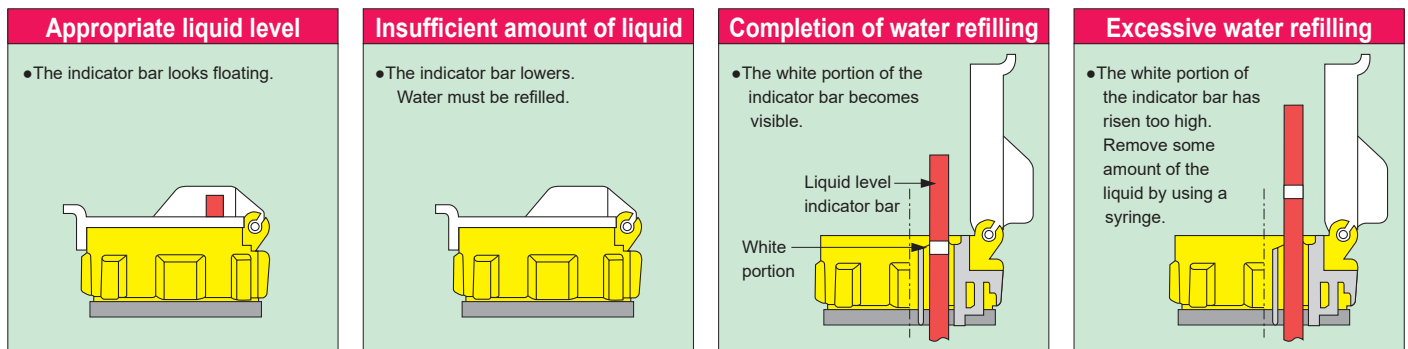 Appropriate liquid level
●The indicator bar looks floating.
Insufficient amount of liquid
●The indicator bar lowers.
Water must be refilled.
Completion of water refilling
●The white portion of the
indicator bar becomes
visible.
Liquid level
indicator bar
White
portion
Excessive water refilling
●The white portion of
the indicator bar has
risen too high.
Remove some
amount of the
liquid by using a
syringe.